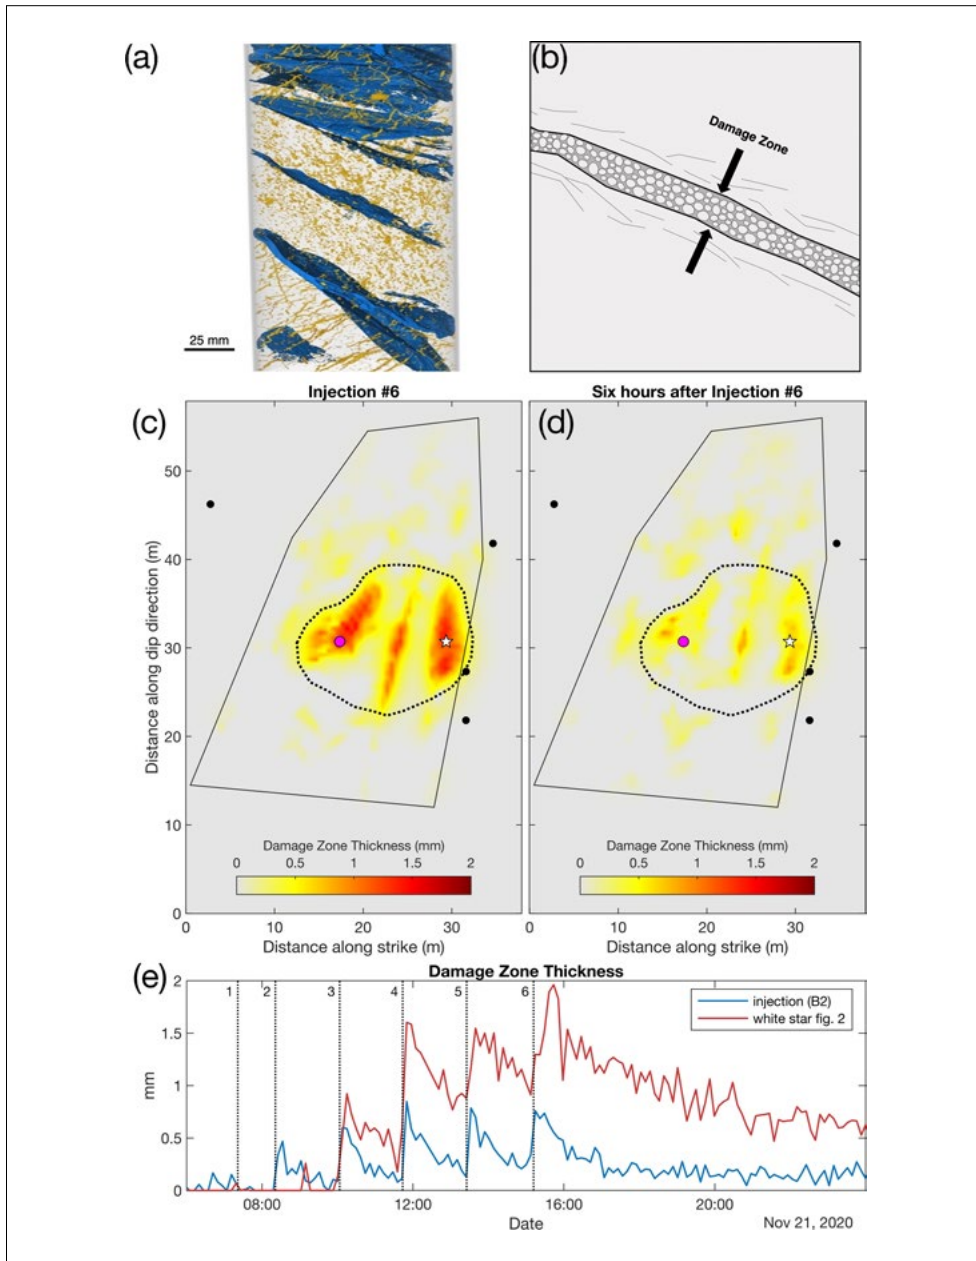 (a)
25 mm
(b)
Damage Zone
Injection #6
Six hours after Injection #6
(c)
(d)
Distance along dip direction (m)
50
40
30
20
10
0
Damage Zone Thickness (mm)
0 0.5 1 1.5 2
0 10 20 30
Distance along strike (m)
Damage Zone Thickness (mm)
0 0.5 1 1.5 2
0 10 20 30
Distance along strike (m)
(e)
Damage Zone Thickness
2
1.5
1
0.5
0
mm
1 2 3 4 5 6
injection (B2)
white star fig. 2
08:00 12:00 16:00 20:00
Date
Nov 21, 2020